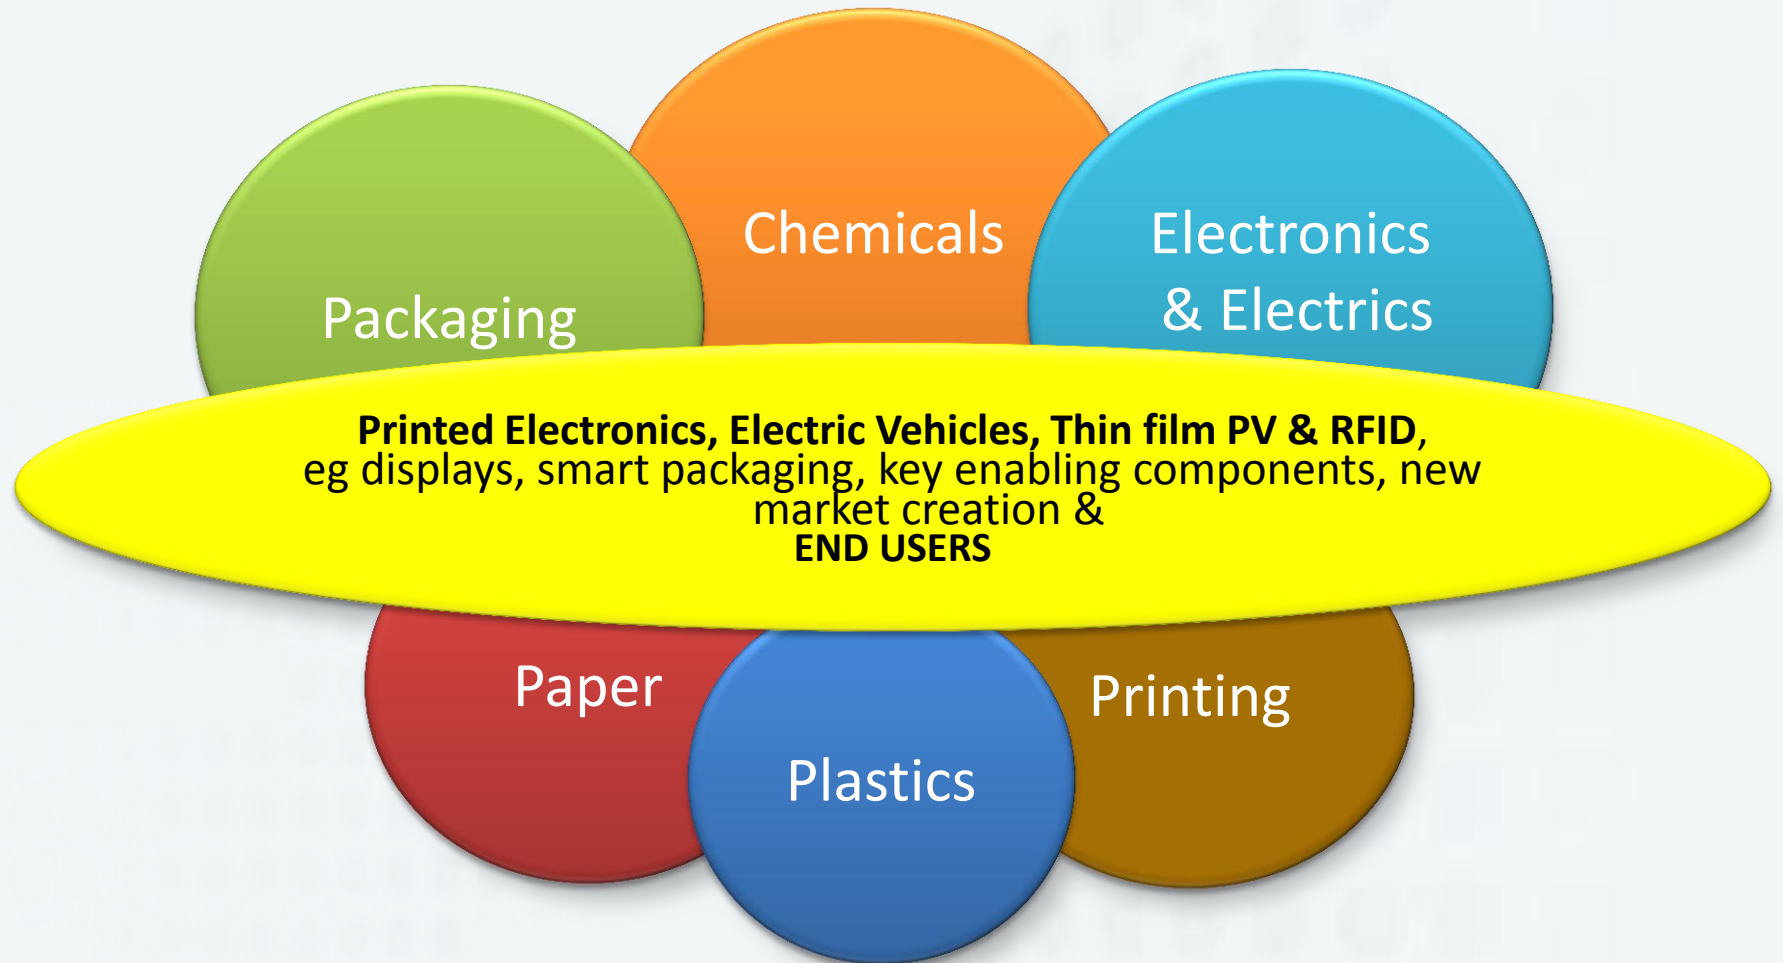 Chemicals
Electronics
& Electrics
Packaging
Printed Electronics, Electric Vehicles, Thin film PV & RFID,
eg displays, smart packaging, key enabling components, new
market creation &
END USERS
Paper
Printing
Plastics